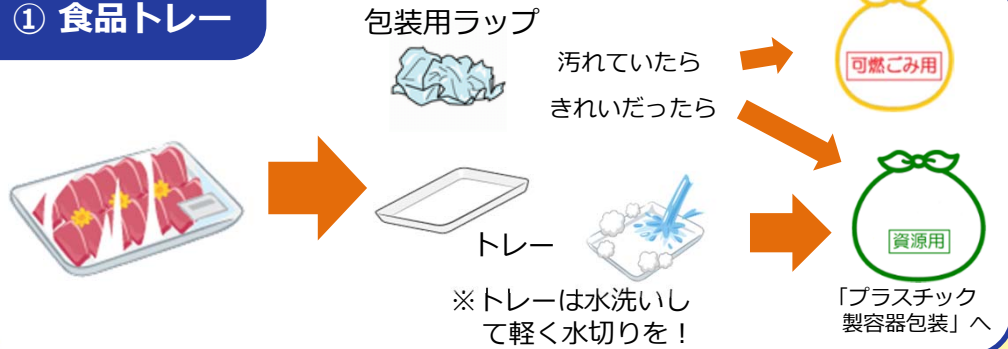 ① 食品トレー
包装用ラップ
汚れていたら
きれいだったら
可燃ごみ用
トレー
※トレーは水洗いし
て軽く水切りを！
資源用
「プラスチック
製容器包装」へ